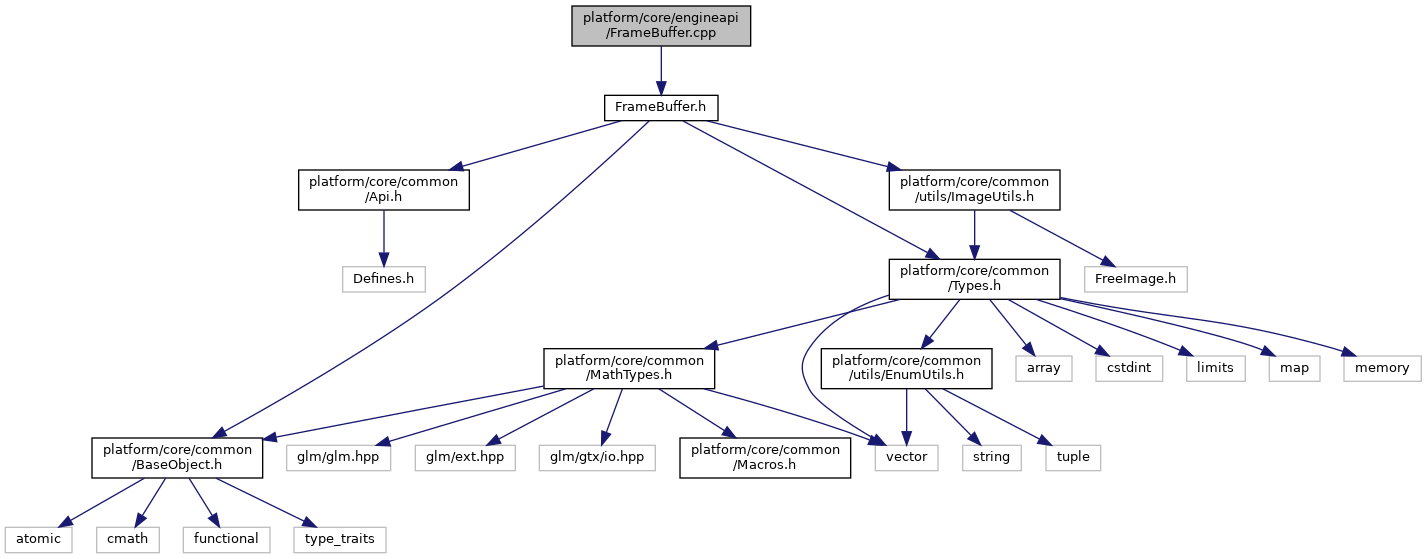 platform/core/engineapi
/FrameBuffer.cpp
FrameBuffer.h
platform/core/common
/Api.h
platform/core/common
/utils/ImageUtils.h
Defines.h
platform/core/common
/Types.h
FreeImage.h
platform/core/common
/MathTypes.h
platform/core/common
/utils/EnumUtils.h
array
cstdint
limits
map
memory
platform/core/common
/BaseObject.h
glm/glm.hpp
glm/ext.hpp
glm/gtx/io.hpp
platform/core/common
/Macros.h
vector
string
tuple
atomic
cmath
functional
type_traits